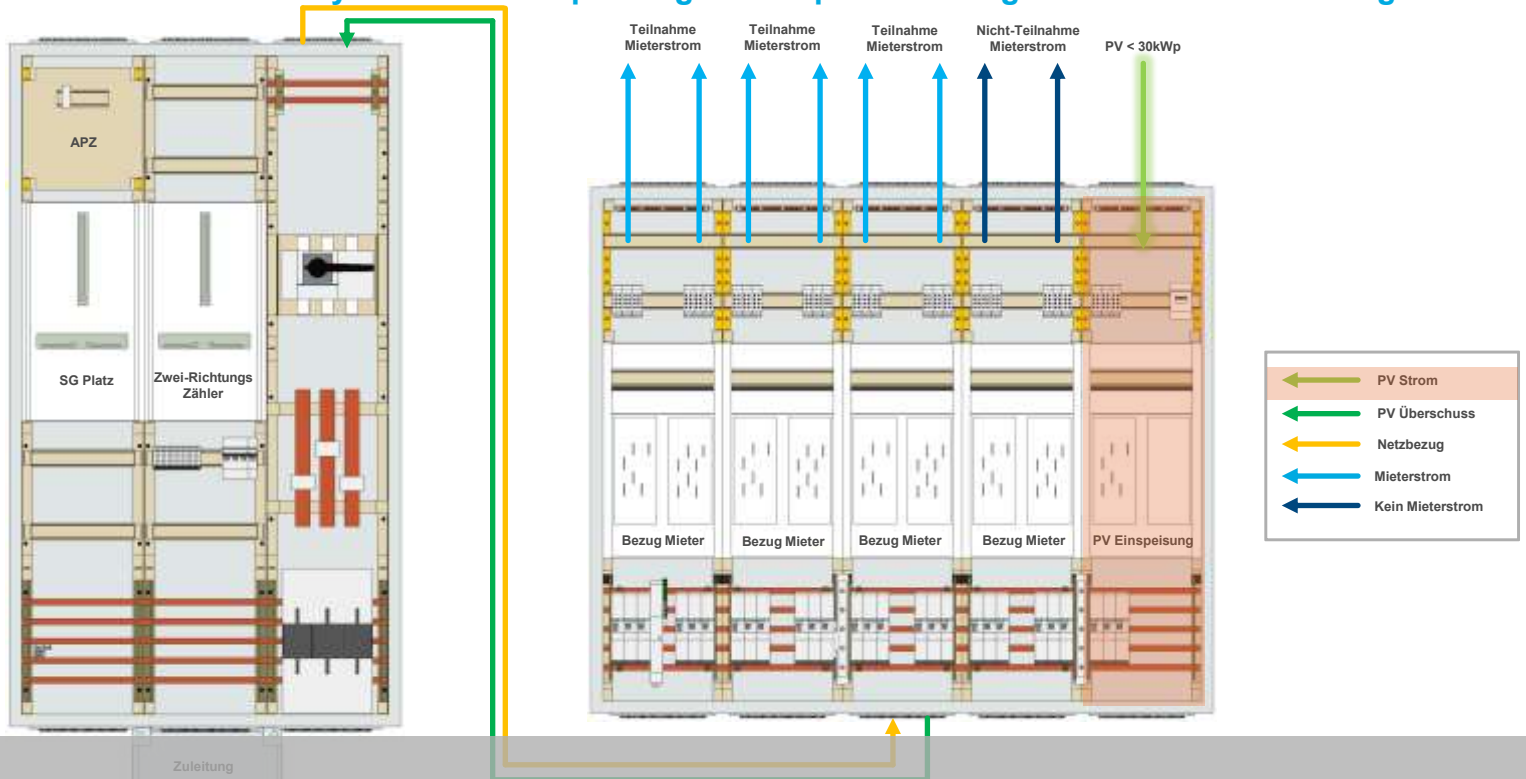 Teilnahme
Mieterstrom
Teilnahme
Mieterstrom
Teilnahme
Mieterstrom
Nicht-Teilnahme
Mieterstrom
PV < 30kWp
APZ
SG Platz
Zwei-Richtungs
Zähler
Bezug Mieter
Bezug Mieter
Bezug Mieter
Bezug Mieter
PV Einspeisung
PV Strom
PV Überschuss
Netzbezug
Mieterstrom
Kein Mieterstrom
Zuleitung